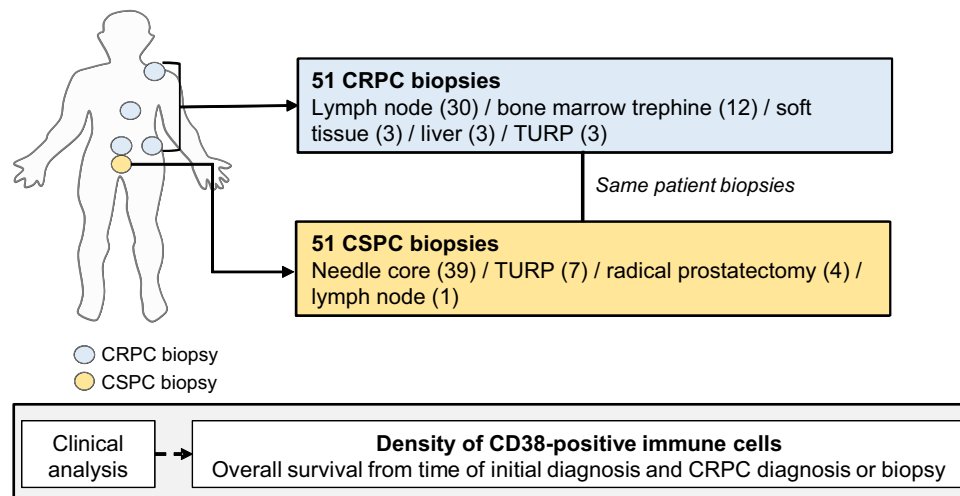 51 CRPC biopsies
Lymph node (30) / bone marrow trephine (12) / soft
tissue (3) / liver (3) / TURP (3)
Same patient biopsies
51 CSPC biopsies
Needle core (39) / TURP (7) / radical prostatectomy (4) /
lymph node (1)
CRPC biopsy
CSPC biopsy
Clinical
analysis
Density of CD38-positive immune cells
Overall survival from time of initial diagnosis and CRPC diagnosis or biopsy